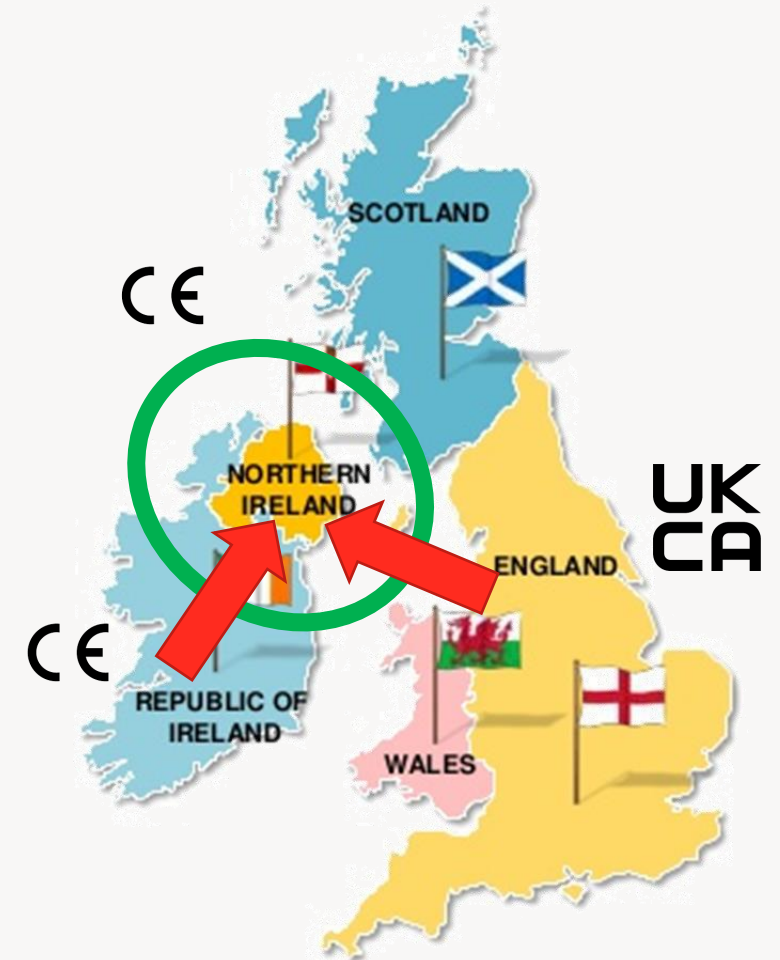 SCOTLAND
CE
NORTHERN
IRELAND
UK
CA
ENGLAND
CE
REPUBLIC OF
IRELAND
WALES